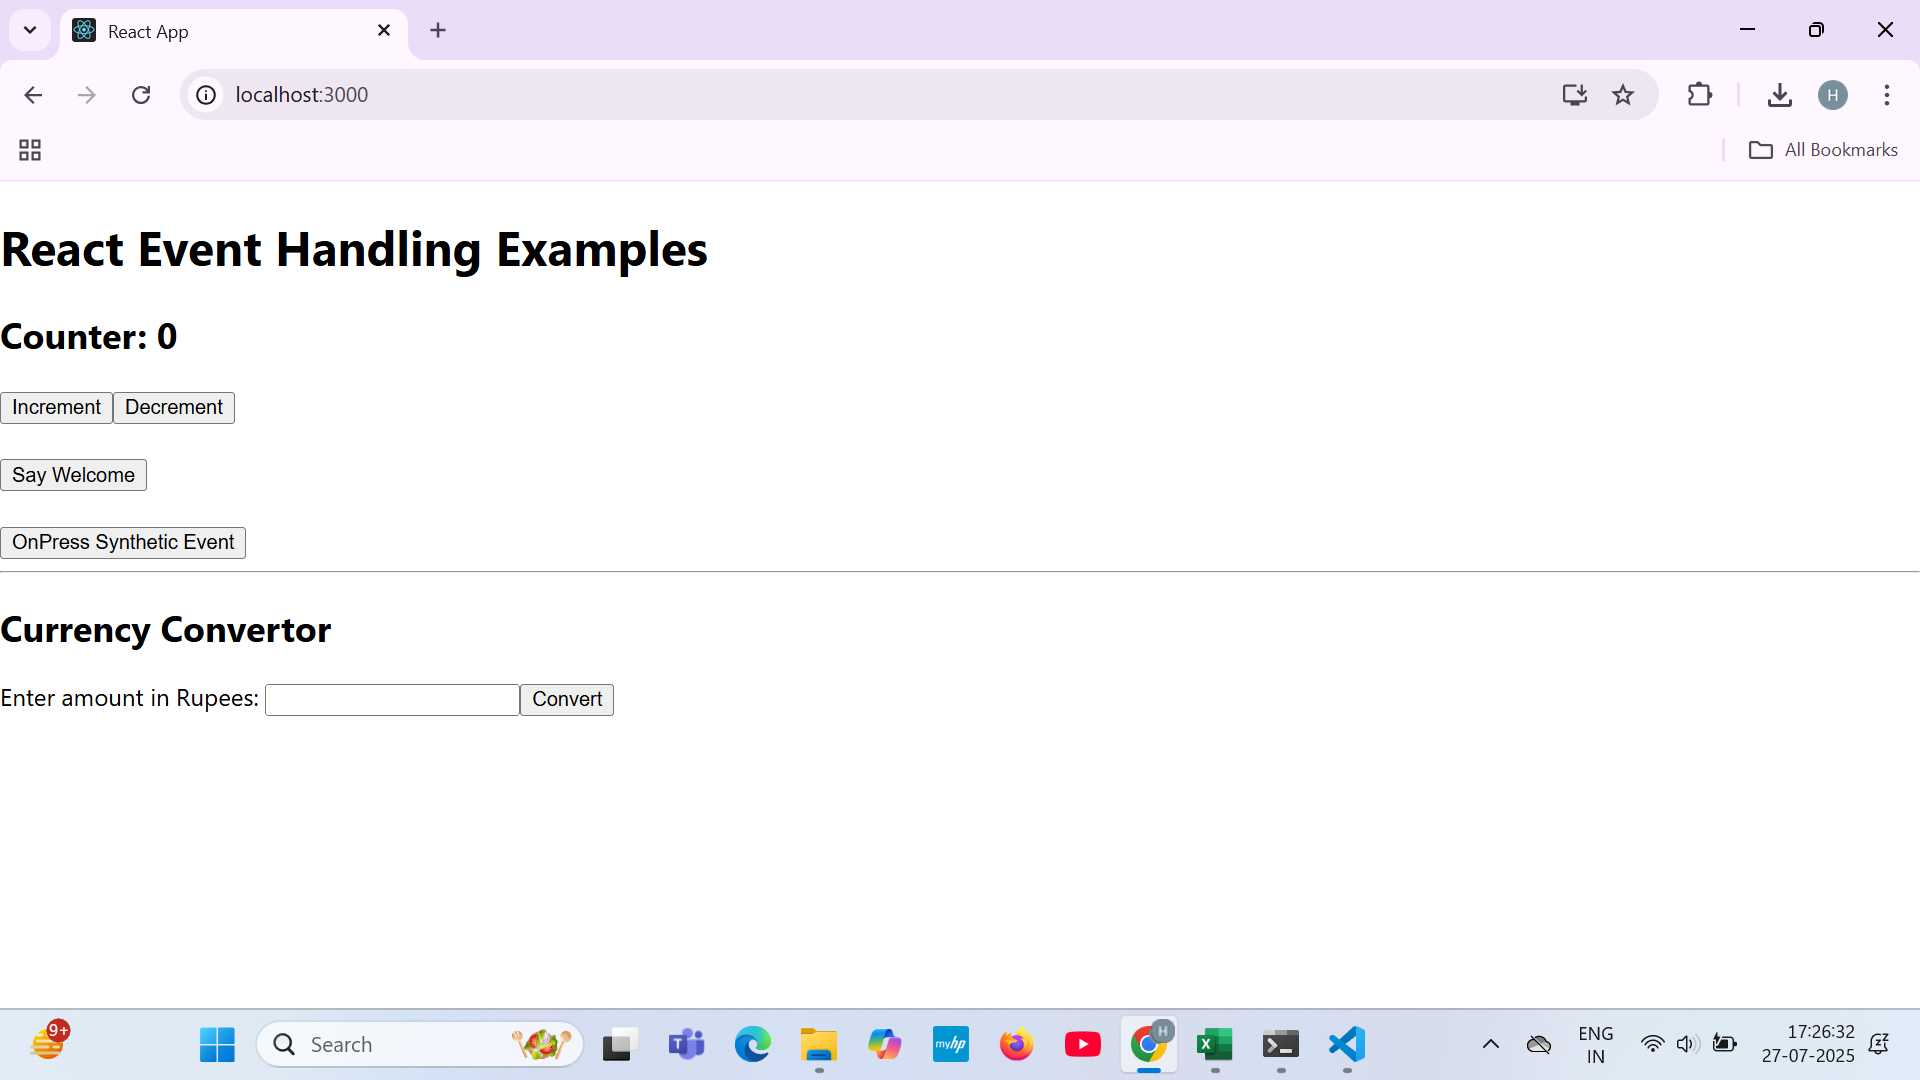 React App
localhost:3000
H
All Bookmarks
React Event Handling Examples
Counter: 0
Increment Decrement
Say Welcome
OnPress Synthetic Event
Currency Convertor
Enter amount in Rupees: Convert
9+
Search
T
myhp
H
X
ENG
IN
17:26:32
27-07-2025